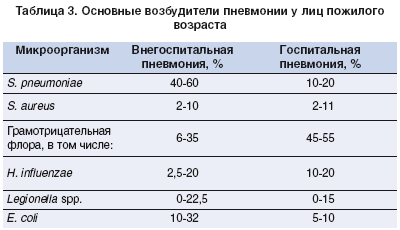 Таблица 3. Основные возбудители пневмонии у лиц пожилого
возраста
Микроорганизм Внегоспитальная пневмония, % Госпитальная пневмония, %
S. pneumoniae 40-60 10-20
S. aureus 2-10 2-11
Грамотрицательная флора, в том числе: 6-35 45-55
H. influenzae 2,5-20 10-20
Legionella spp. 0-22,5 0-15
E. coli 10-32 5-10